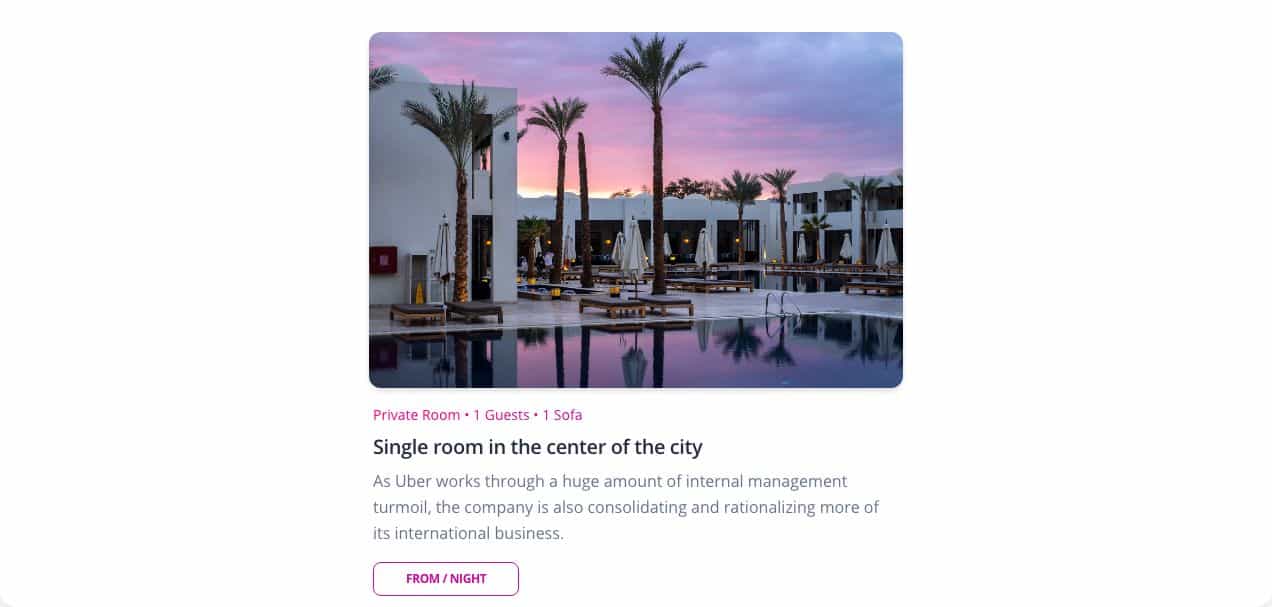 Private Room • 1 Guests • 1 Sofa
Single room in the center of the city
As Uber works through a huge amount of internal management
turmoil, the company is also consolidating and rationalizing more of
its international business.
FROM / NIGHT